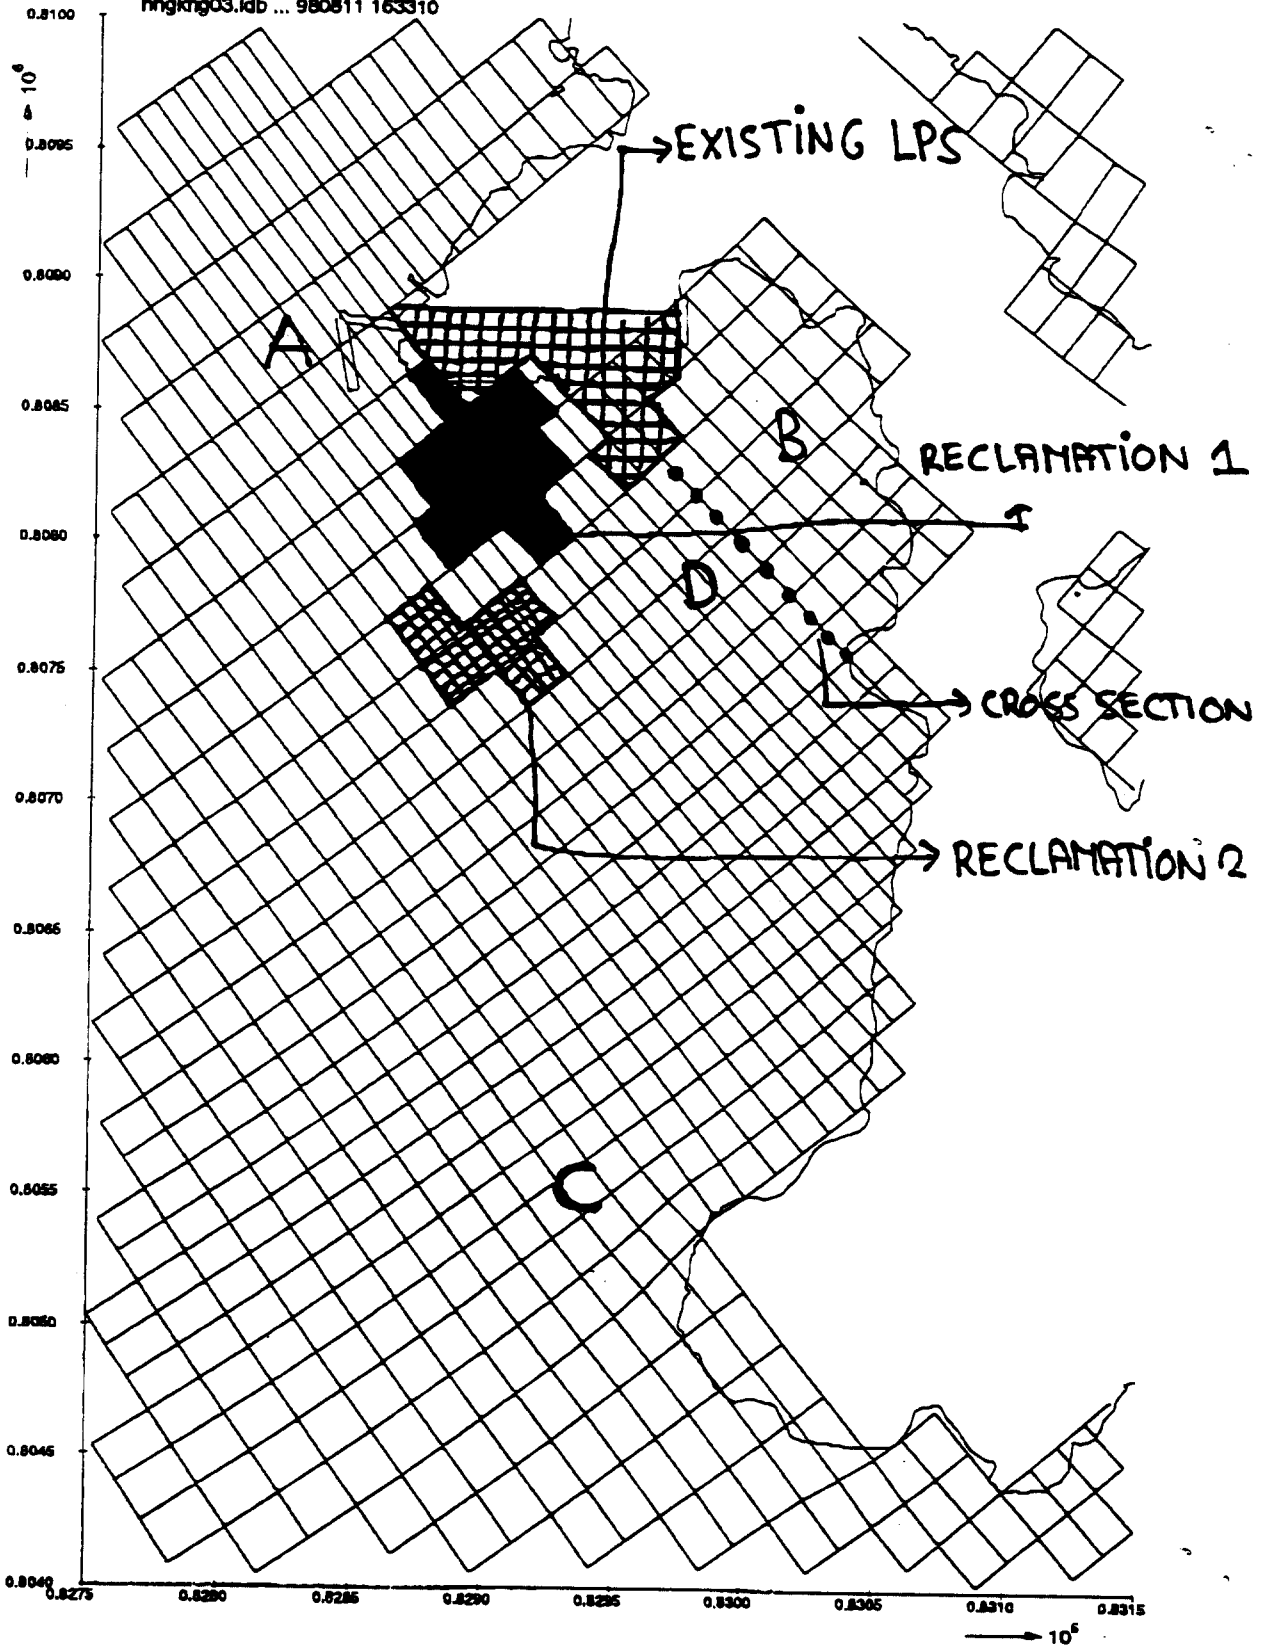 hngkng03.ldb ... 980811 163310
0.8100
10⁶
0.8095
EXISTING LPS
0.8090
A
0.8085
B
RECLAMATION 1
0.8080
D
0.8075
CROSS SECTION
0.8070
RECLAMATION 2
0.8065
0.8060
C
0.8055
0.8050
0.8045
0.8040
0.8275 0.8280 0.8285 0.8290 0.8295 0.8300 0.8305 0.8310 0.8315
10⁶